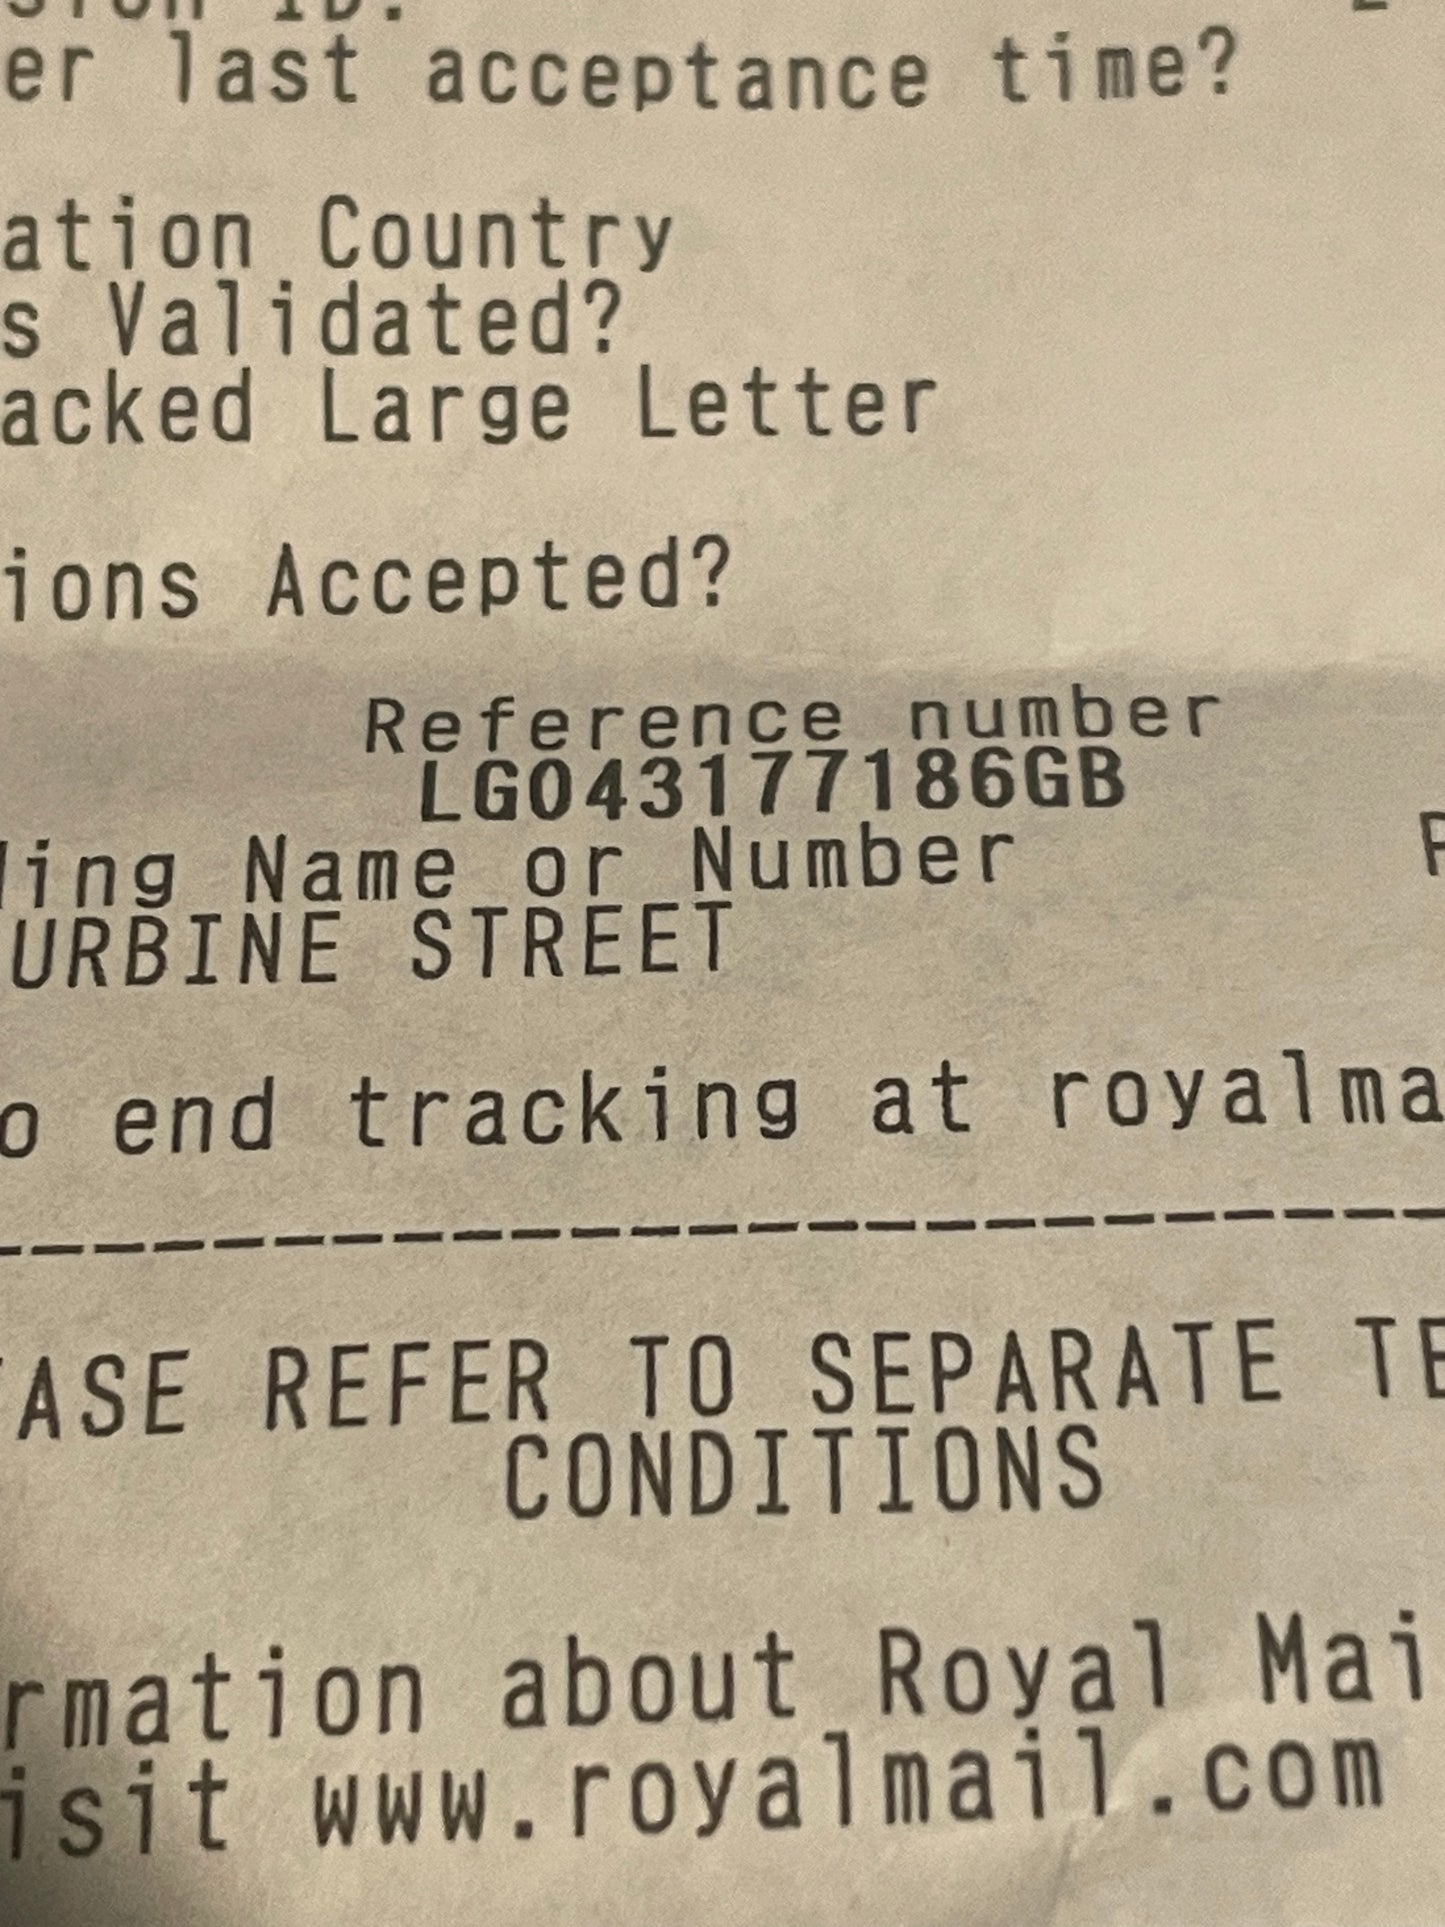 er last acceptance time?
ation Country
s Validated?
acked Large Letter
ions Accepted?
Reference number
LG043177186GB
ing Name or Number
URBINE STREET
o end tracking at royalma
ASE REFER TO SEPARATE TE
CONDITIONS
rmation about Royal Mai
isit www.royalmail.com